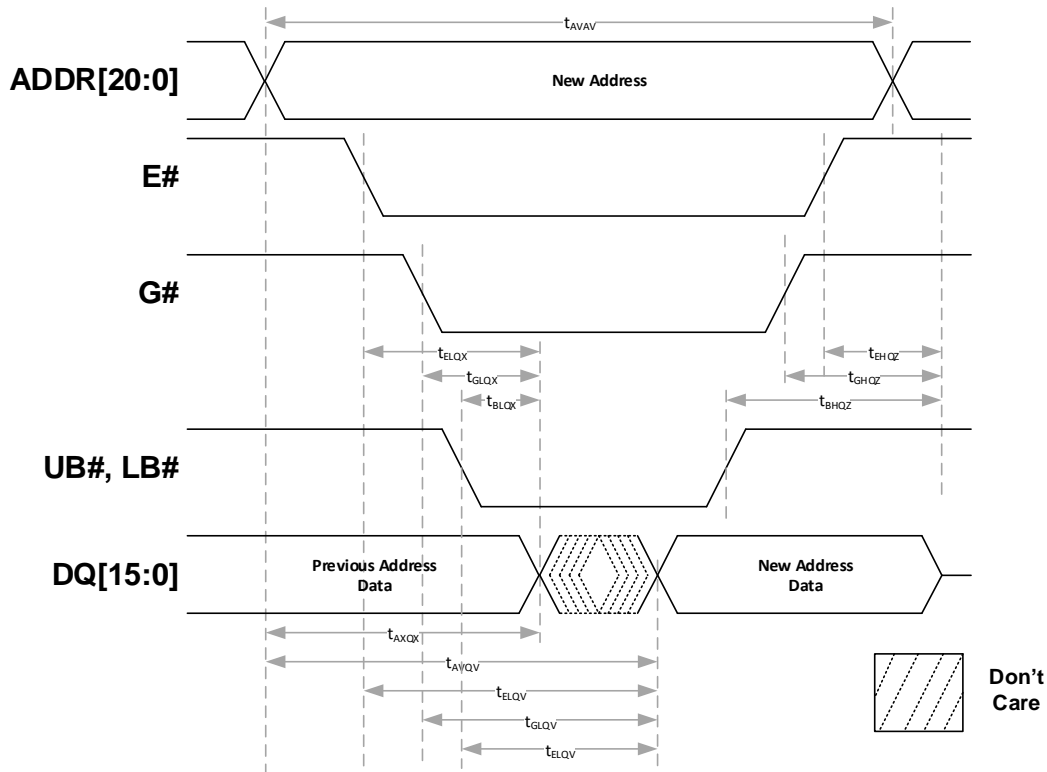 tAVAV
ADDR[20:0]
New Address
E#
G#
tELQX
tEHQZ
tGLQX
tGHQZ
tBLQX
tBHQZ
UB#, LB#
DQ[15:0]
Previous Address
Data
New Address
Data
tAXQX
tAVQV
tELQV
tGLQV
tELQV
Don't
Care